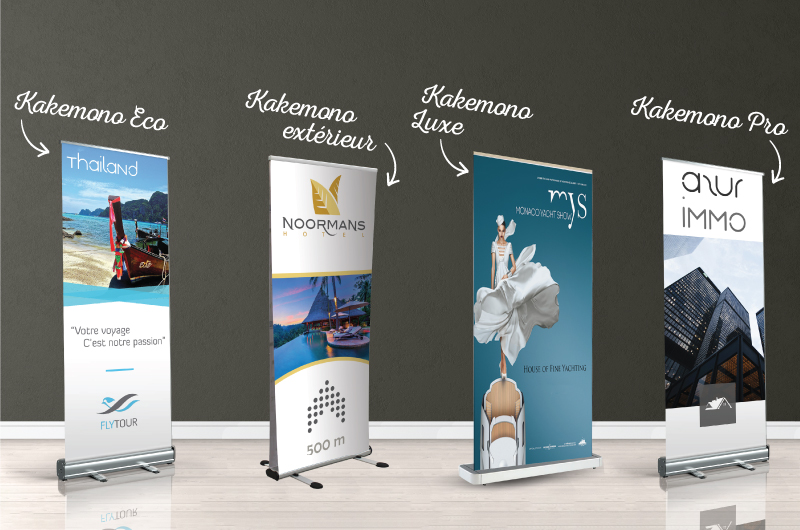 Kakemono Éco
Kakemono
extérieur
Kakemono
Luxe
Kakemono Pro
Thailand
"Votre voyage
C'est notre passion"
FLYTOUR
NOORMANS
HOTEL
500 m
mys
MONACO YACHT SHOW
HOUSE OF FINE YACHTING
azur
immo